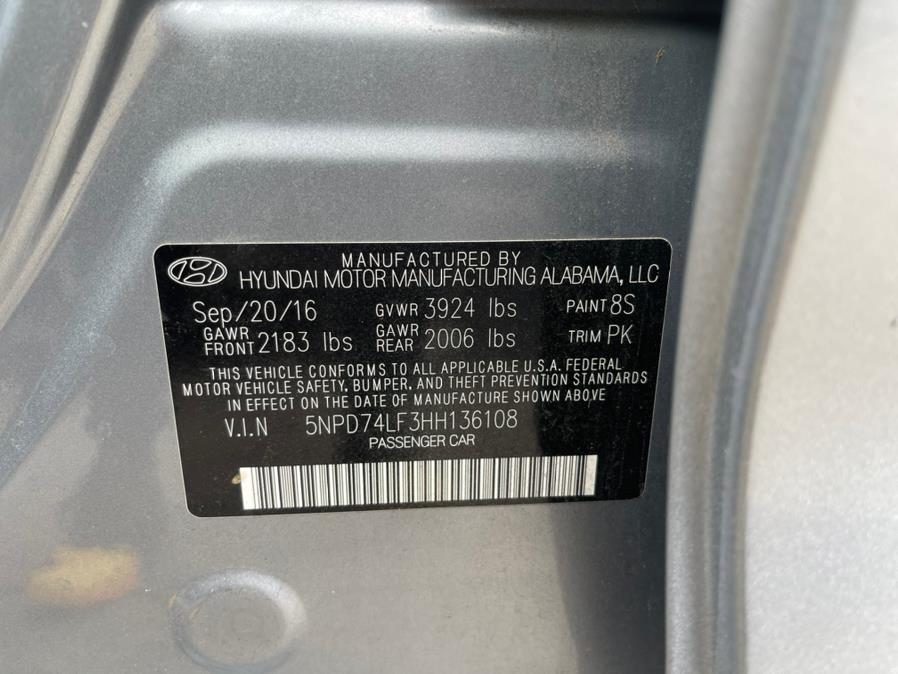 MANUFACTURED BY
HYUNDAI MOTOR MANUFACTURING ALABAMA, LLC
Sep/20/16 GVWR 3924 lbs PAINT 8S
GAWR FRONT 2183 lbs GAWR REAR 2006 lbs TRIM PK
THIS VEHICLE CONFORMS TO ALL APPLICABLE U.S.A. FEDERAL
MOTOR VEHICLE SAFETY, BUMPER, AND THEFT PREVENTION STANDARDS
IN EFFECT ON THE DATE OF MANUFACTURE SHOWN ABOVE
V.I.N 5NPD74LF3HH136108
PASSENGER CAR